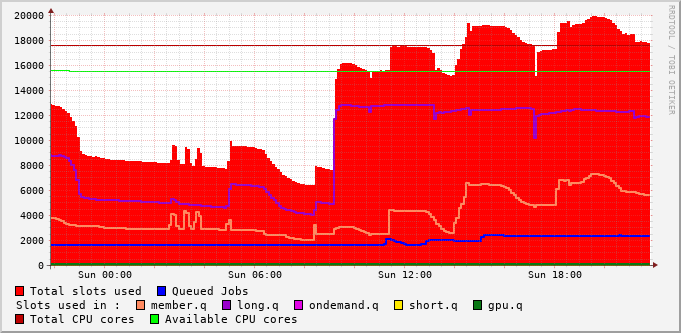 20000
18000
16000
14000
12000
10000
8000
6000
4000
2000
0
Sun 00:00 Sun 06:00 Sun 12:00 Sun 18:00
RRDTOOL / TOBI OETIKER
Total slots used Queued Jobs
Slots used in : member.q long.q ondemand.q short.q gpu.q
Total CPU cores Available CPU cores